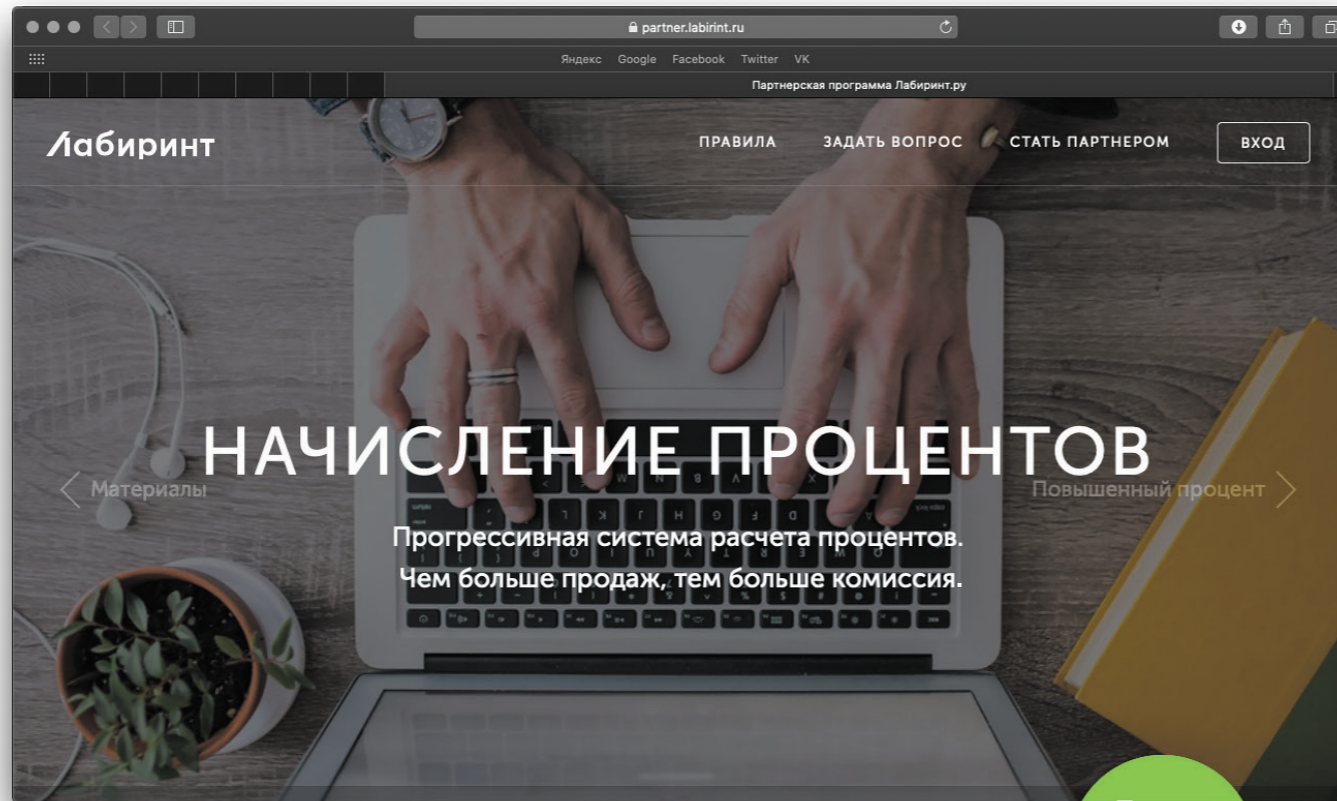 partner.labirint.ru
Яндекс Google Facebook Twitter VK
Партнерская программа Лабиринт.ру
Лабиринт
ПРАВИЛА ЗАДАТЬ ВОПРОС СТАТЬ ПАРТНЕРОМ ВХОД
НАЧИСЛЕНИЕ ПРОЦЕНТОВ
Материалы
Повышенный процент
Прогрессивная система расчета процентов.
Чем больше продаж, тем больше комиссия.